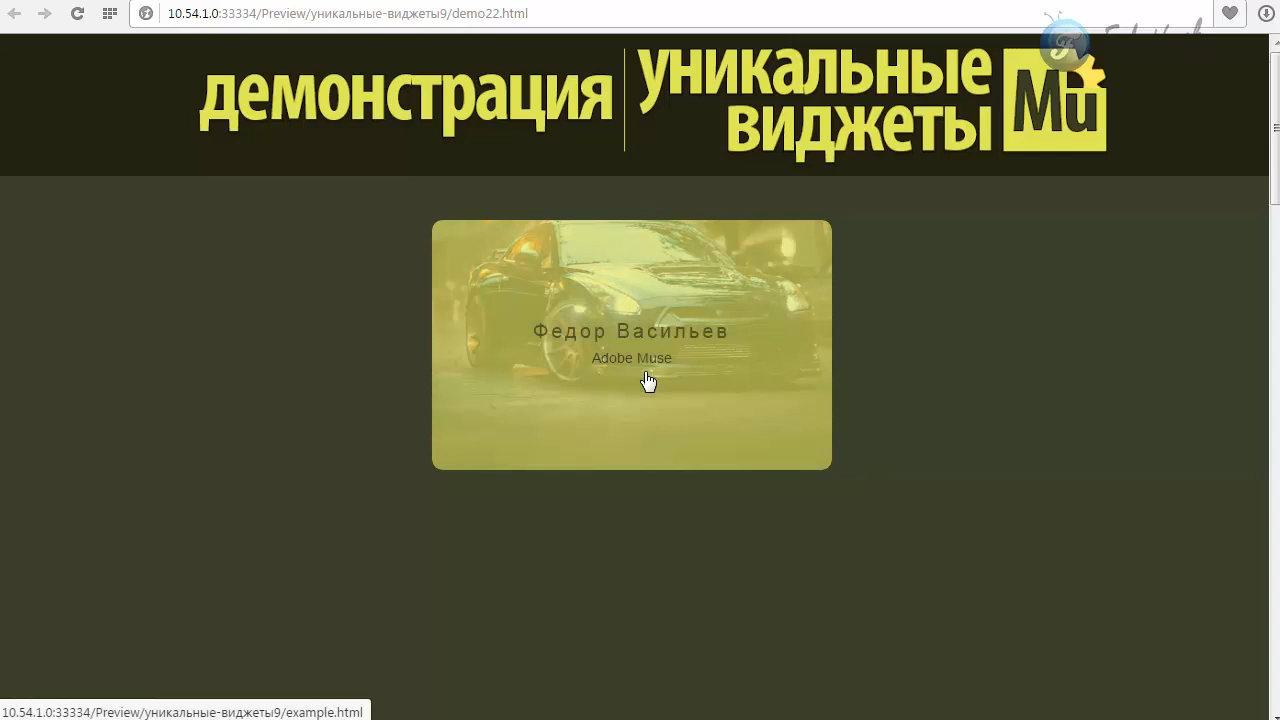 10.54.1.0:33334/Preview/уникальные-виджеты9/demo22.html
демонстрация
уникальные
виджеты
Mu
Федор Васильев
Adobe Muse
10.54.1.0:33334/Preview/уникальные-виджеты9/example.html